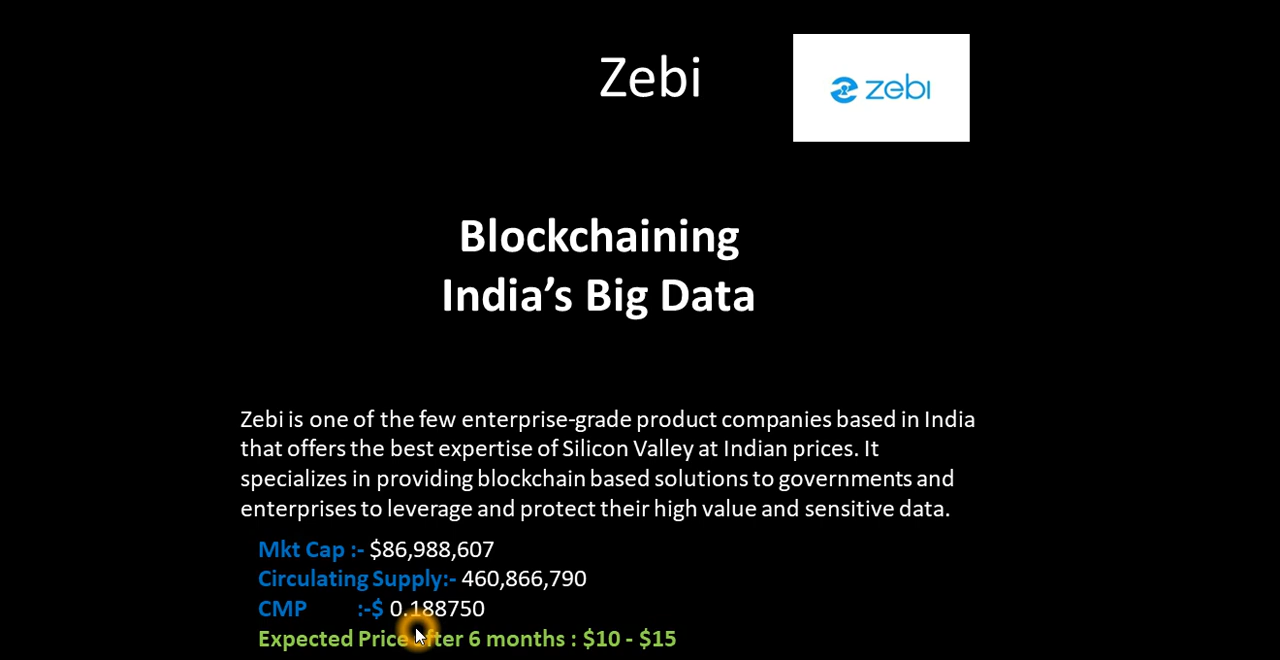 Zebi
zebi
Blockchaining
India's Big Data
Zebi is one of the few enterprise-grade product companies based in India
that offers the best expertise of Silicon Valley at Indian prices. It
specializes in providing blockchain based solutions to governments and
enterprises to leverage and protect their high value and sensitive data.
Mkt Cap :- $86,988,607
Circulating Supply:- 460,866,790
CMP :-$ 0.188750
Expected Price after 6 months : $10 - $15